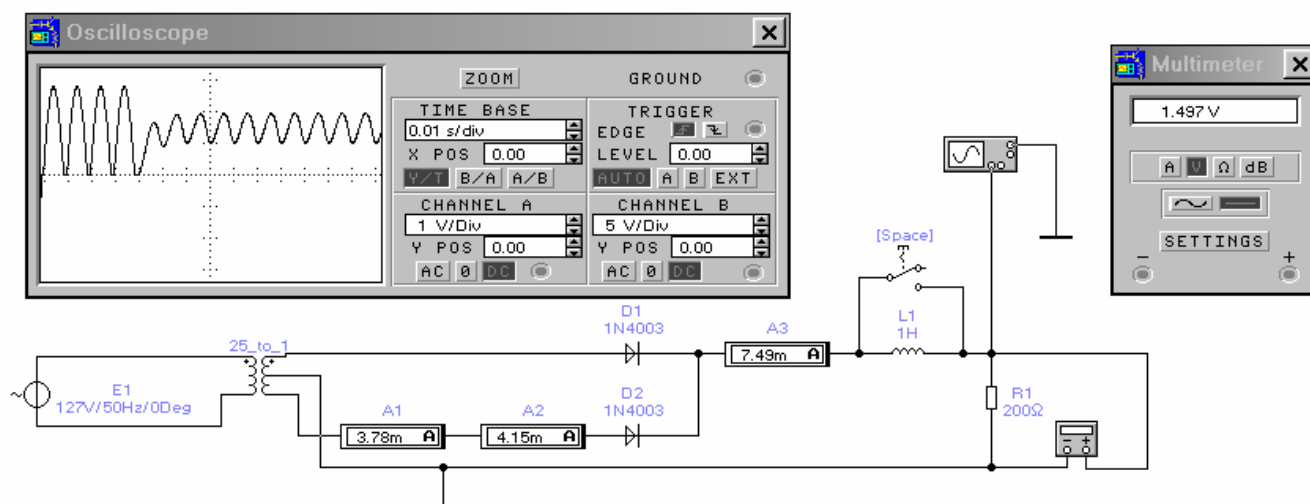 Oscilloscope
ZOOM
GROUND
TIME BASE
0.01 s/div
X POS 0.00
Y/T B/A A/B
TRIGGER
EDGE
LEVEL 0.00
AUTO A B EXT
CHANNEL A
1 V/Div
Y POS 0.00
AC 0 DC
CHANNEL B
5 V/Div
Y POS 0.00
AC 0 DC
Multimeter
1.497 V
A V Ω dB
SETTINGS
− +
[Space]
D1
1N4003
A3
7.49m A
L1
1H
25_to_1
E1
127V/50Hz/0Deg
A1
3.78m A
A2
4.15m A
D2
1N4003
R1
200Ω